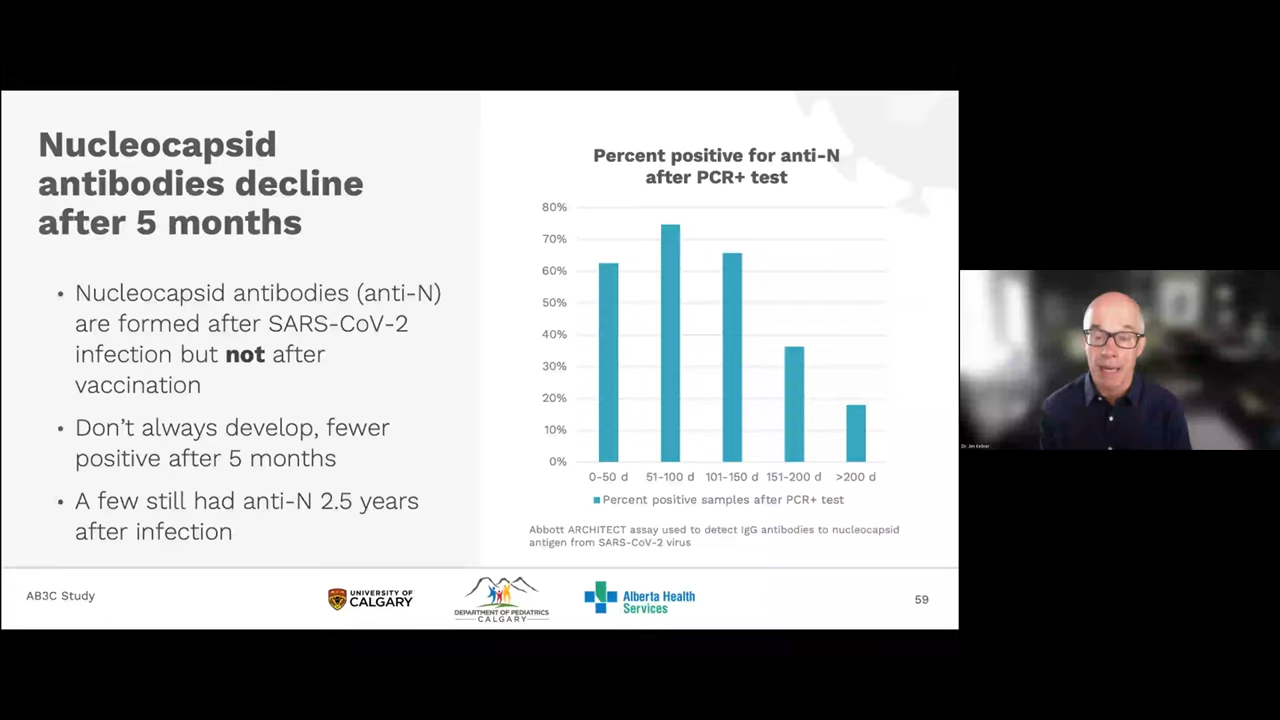 Nucleocapsid
antibodies decline
after 5 months
• Nucleocapsid antibodies (anti-N)
are formed after SARS-CoV-2
infection but not after
vaccination
• Don't always develop, fewer
positive after 5 months
• A few still had anti-N 2.5 years
after infection
Percent positive for anti-N
after PCR+ test
80%
70%
60%
50%
40%
30%
20%
10%
0%
0-50 d 51-100 d 101-150 d 151-200 d >200 d
Percent positive samples after PCR+ test
Abbott ARCHITECT assay used to detect IgG antibodies to nucleocapsid
antigen from SARS-CoV-2 virus
AB3C Study
UNIVERSITY OF
CALGARY
DEPARTMENT OF PEDIATRICS
CALGARY
Alberta Health
Services
59
Dr. Jim Kellner